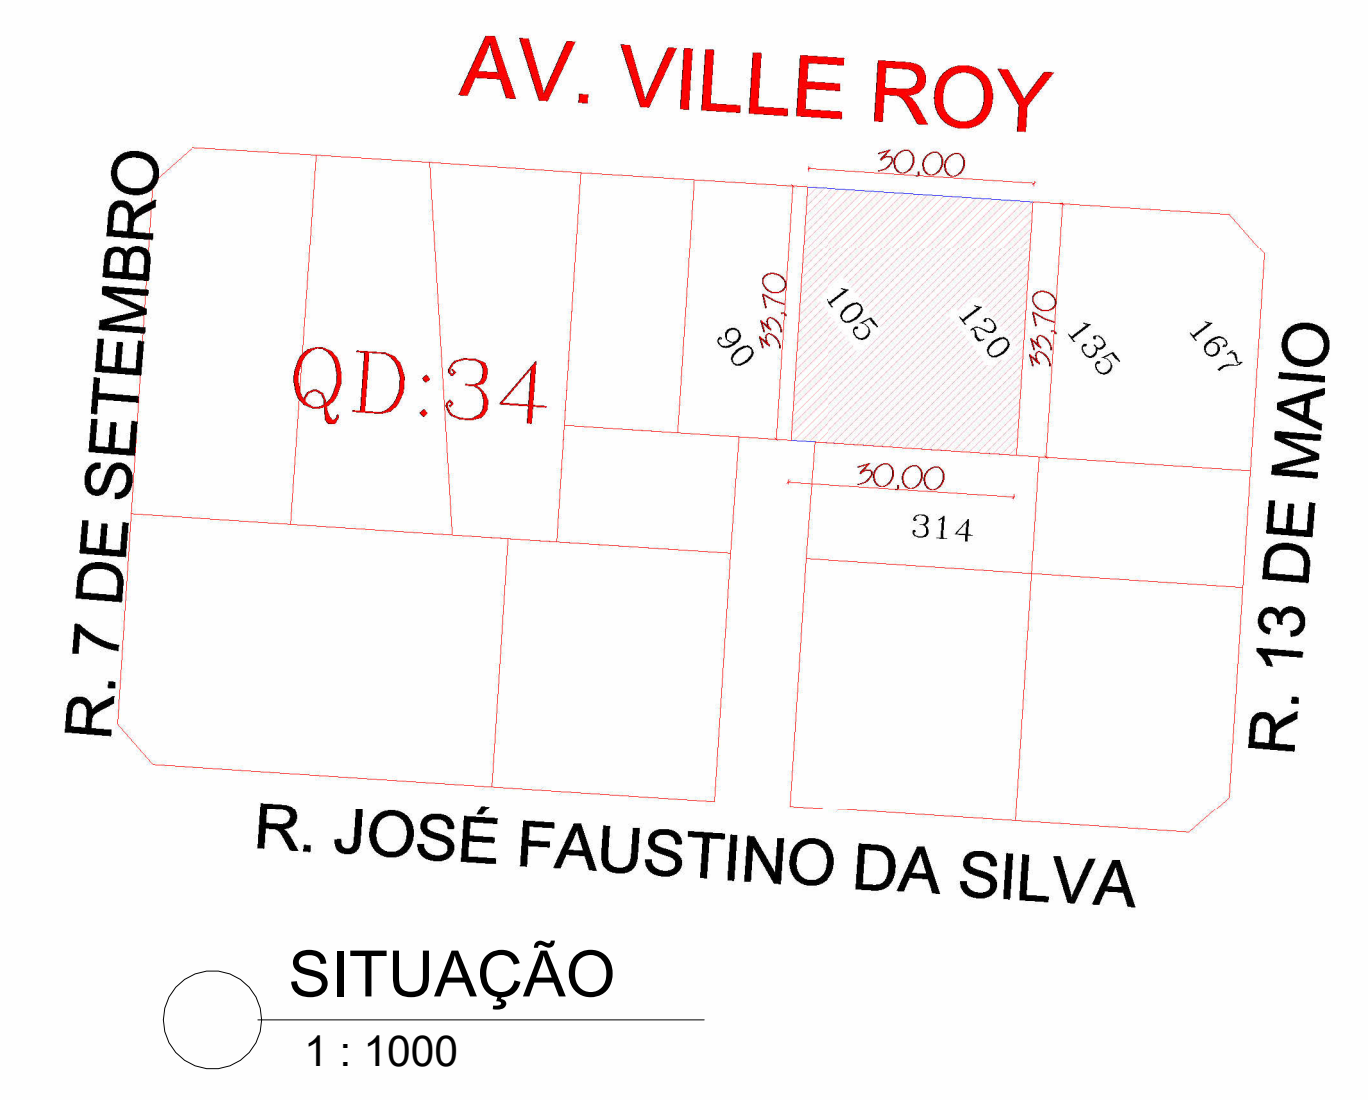 AV. VILLE ROY
30,00
R. 7 DE SETEMBRO
QD:34
90
33,70
105
120
33,70
135
167
R. 13 DE MAIO
30,00
314
R. JOSÉ FAUSTINO DA SILVA
SITUAÇÃO
1 : 1000